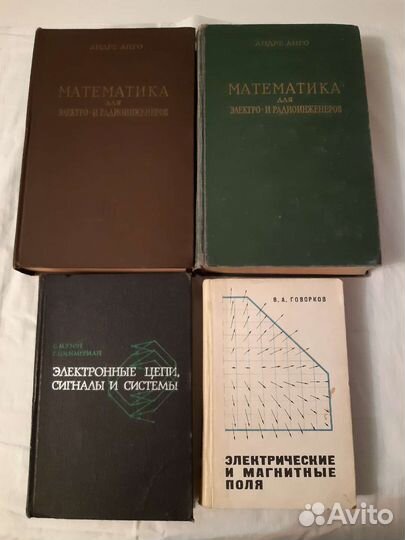 АНДРЕ АНГО
МАТЕМАТИКА
ДЛЯ
ЭЛЕКТРО- И РАДИОИНЖЕНЕРОВ
АНДРЕ АНГО
МАТЕМАТИКА
ДЛЯ
ЭЛЕКТРО- И РАДИОИНЖЕНЕРОВ
С. МЭЗОН
Г. ЦИММЕРМАН
ЭЛЕКТРОННЫЕ ЦЕПИ,
СИГНАЛЫ И СИСТЕМЫ
В. А. ГОВОРКОВ
ЭЛЕКТРИЧЕСКИЕ
И МАГНИТНЫЕ
ПОЛЯ
Avito